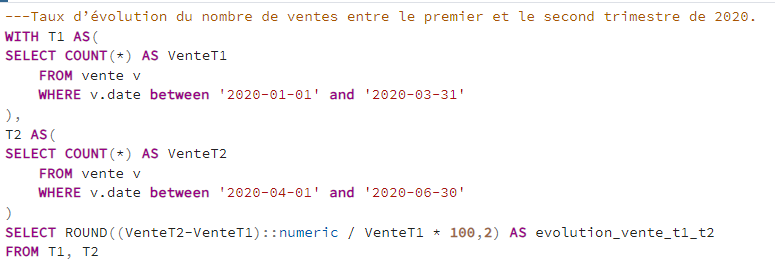 ---Taux d’évolution du nombre de ventes entre le premier et le second trimestre de 2020.
WITH T1 AS(
SELECT COUNT(*) AS VenteT1
    FROM vente v
    WHERE v.date between '2020-01-01' and '2020-03-31'
),
T2 AS(
SELECT COUNT(*) AS VenteT2
    FROM vente v
    WHERE v.date between '2020-04-01' and '2020-06-30'
)
SELECT ROUND((VenteT2-VenteT1)::numeric / VenteT1 * 100,2) AS evolution_vente_t1_t2
FROM T1, T2